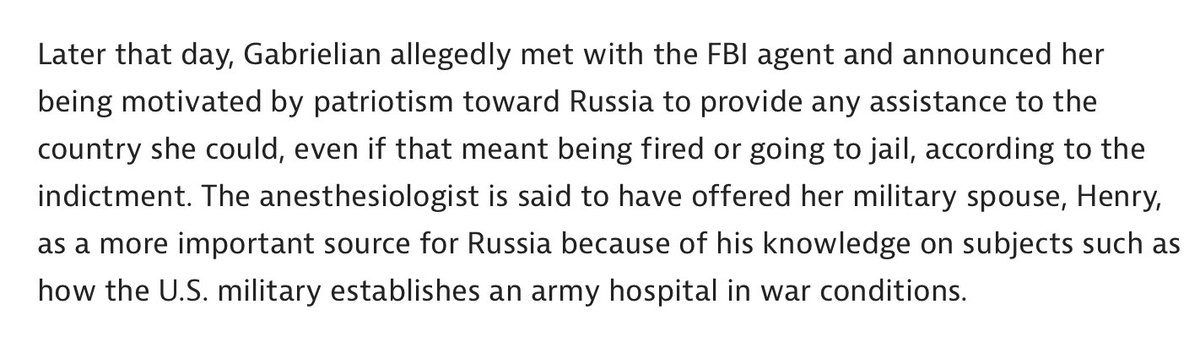 Later that day, Gabrielian allegedly met with the FBI agent and announced her
being motivated by patriotism toward Russia to provide any assistance to the
country she could, even if that meant being fired or going to jail, according to the
indictment. The anesthesiologist is said to have offered her military spouse, Henry,
as a more important source for Russia because of his knowledge on subjects such as
how the U.S. military establishes an army hospital in war conditions.